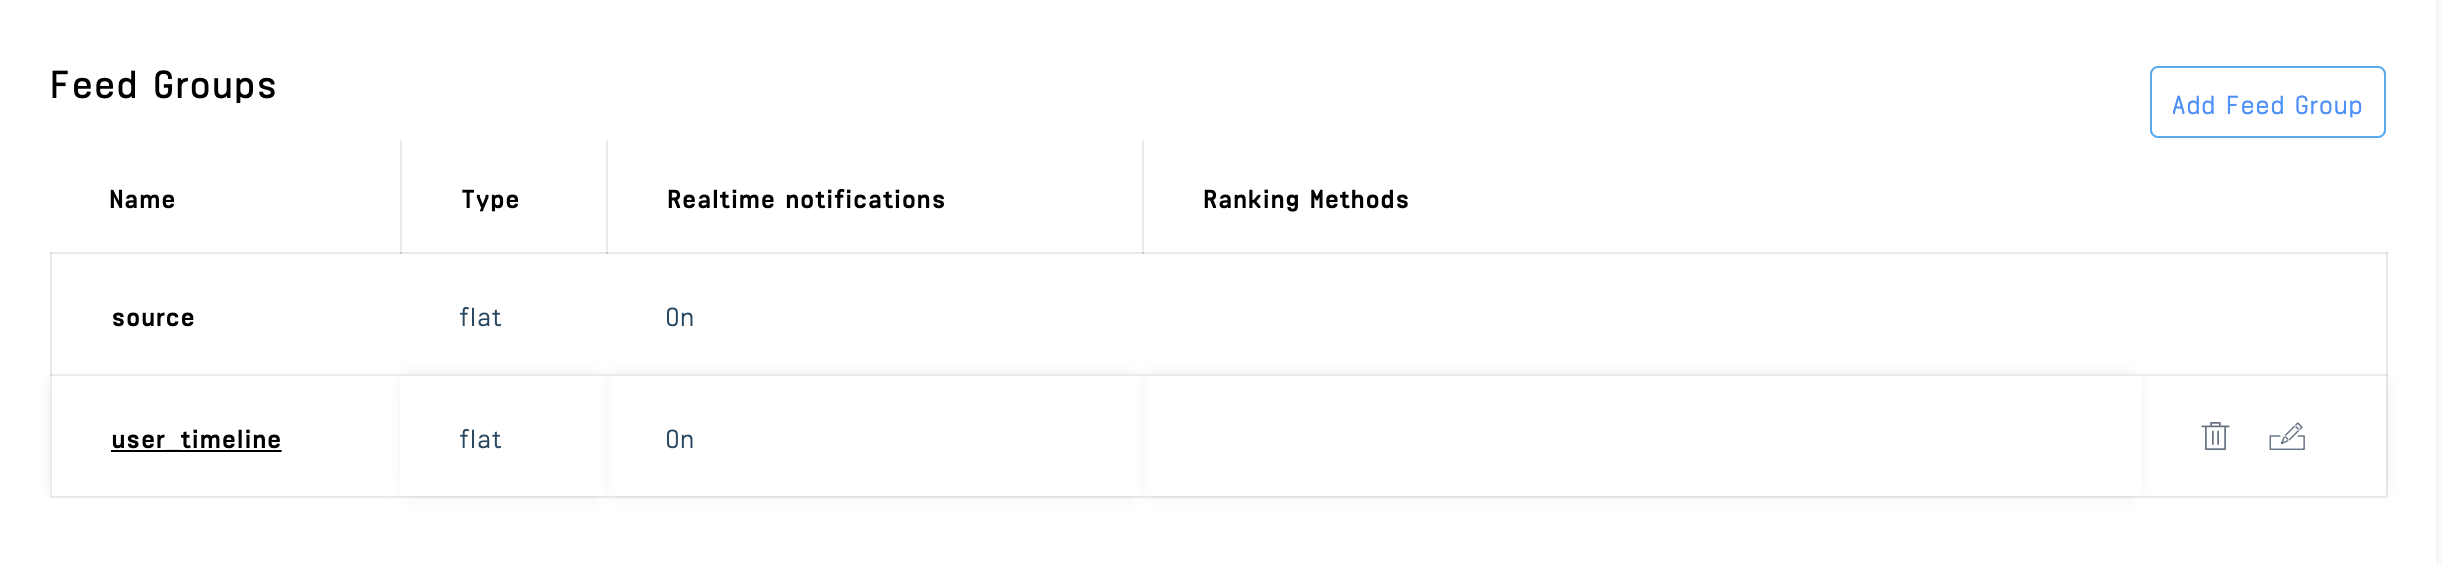 Feed Groups
Add Feed Group
Name Type Realtime notifications Ranking Methods
source flat On
user_timeline flat On